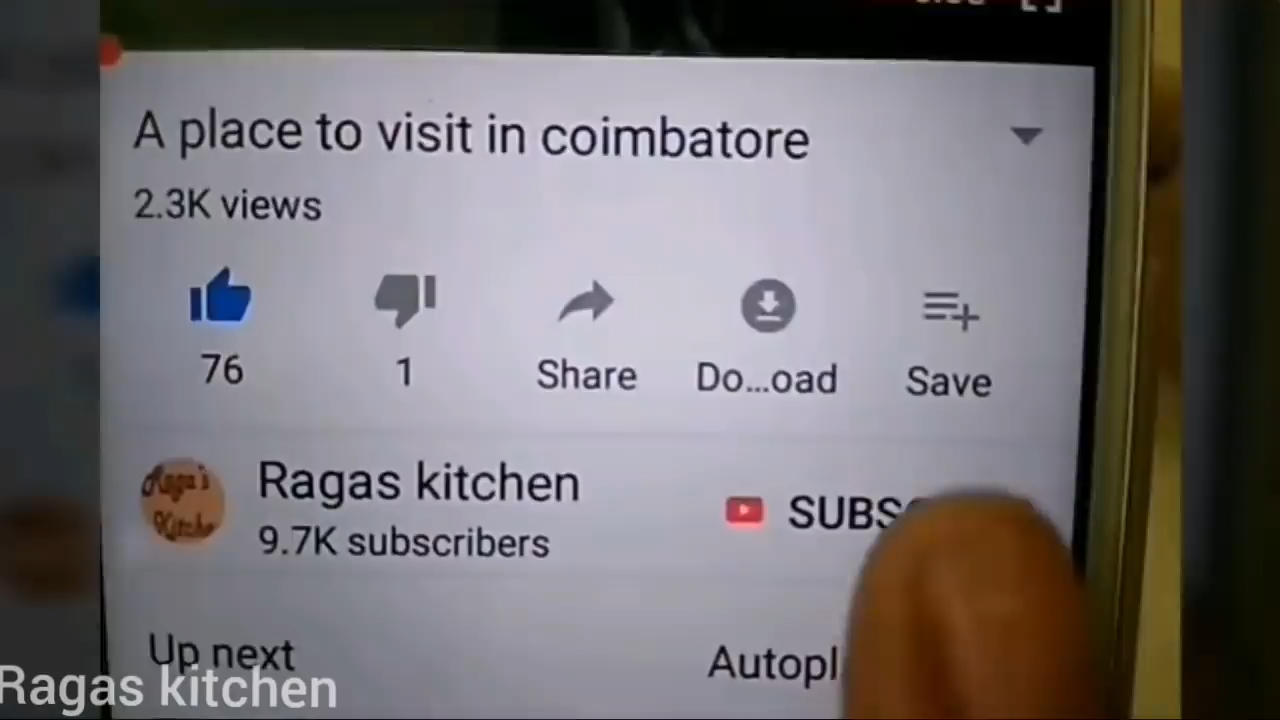 A place to visit in coimbatore
2.3K views
76
1
Share
Do...oad
Save
Raga's
Ragas kitchen
SUBS
9.7K subscribers
Up next
Autopl
Ragas kitchen